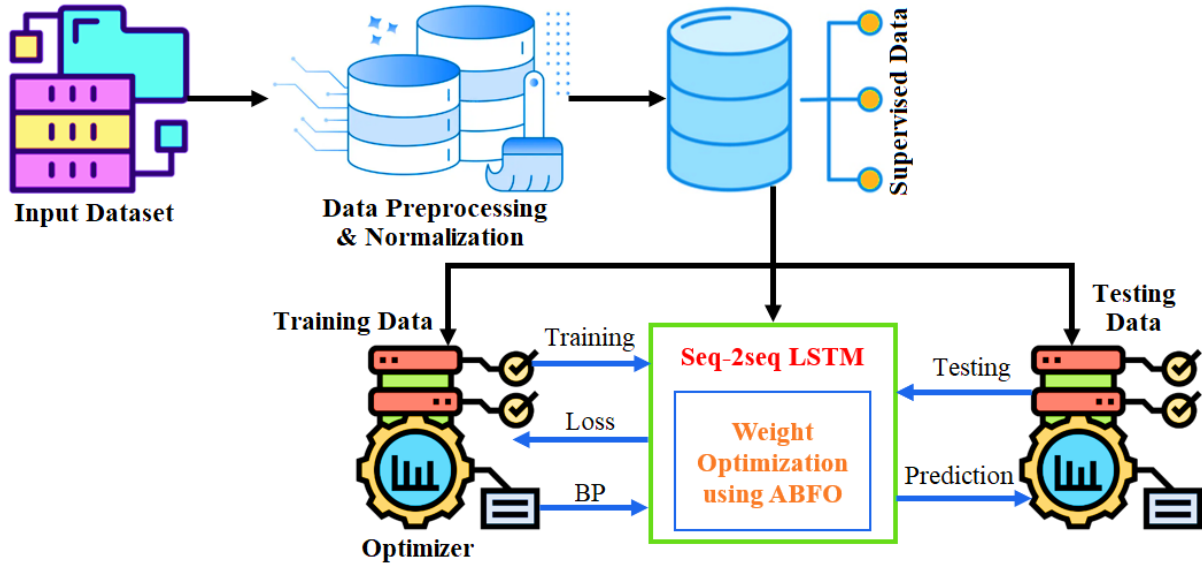 Input Dataset
Data Preprocessing
& Normalization
Supervised Data
Training Data
Training
Loss
BP
Optimizer
Seq-2seq LSTM
Weight
Optimization
using ABFO
Testing
Data
Testing
Prediction